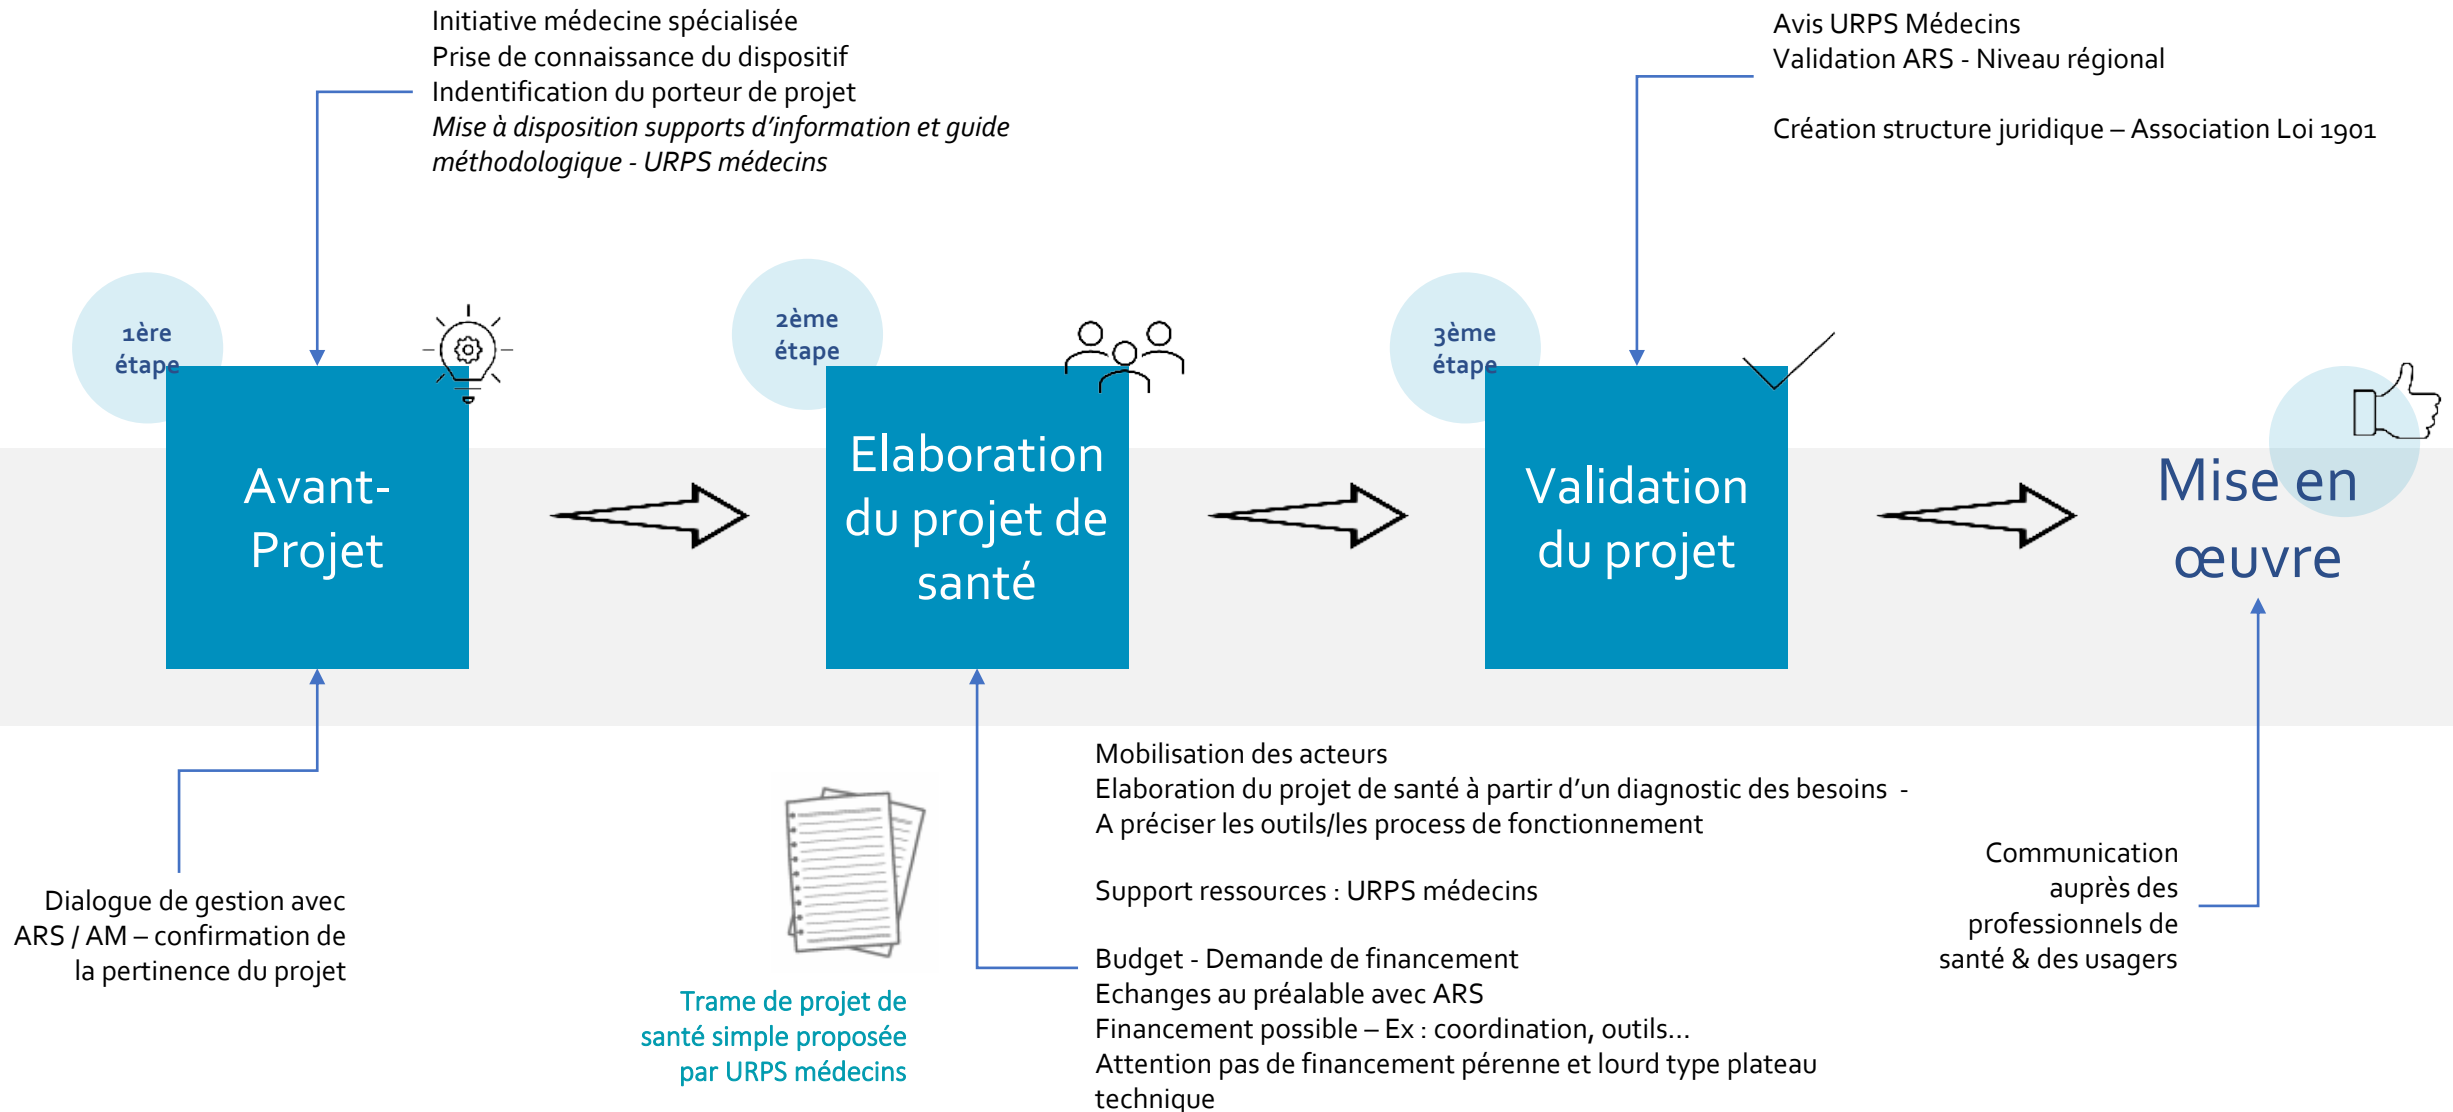 Initiative médecine spécialisée
Prise de connaissance du dispositif
Indentification du porteur de projet
Mise à disposition supports d’information et guide
méthodologique - URPS médecins
Avis URPS Médecins
Validation ARS - Niveau régional
Création structure juridique – Association Loi 1901
1ère
étape
Avant-
Projet
2ème
étape
Elaboration
du projet de
santé
3ème
étape
Validation
du projet
Mise en
œuvre
Dialogue de gestion avec
ARS / AM – confirmation de
la pertinence du projet
Trame de projet de
santé simple proposée
par URPS médecins
Mobilisation des acteurs
Elaboration du projet de santé à partir d’un diagnostic des besoins -
A préciser les outils/les process de fonctionnement
Support ressources : URPS médecins
Budget - Demande de financement
Echanges au préalable avec ARS
Financement possible – Ex : coordination, outils…
Attention pas de financement pérenne et lourd type plateau
technique
Communication
auprès des
professionnels de
santé & des usagers